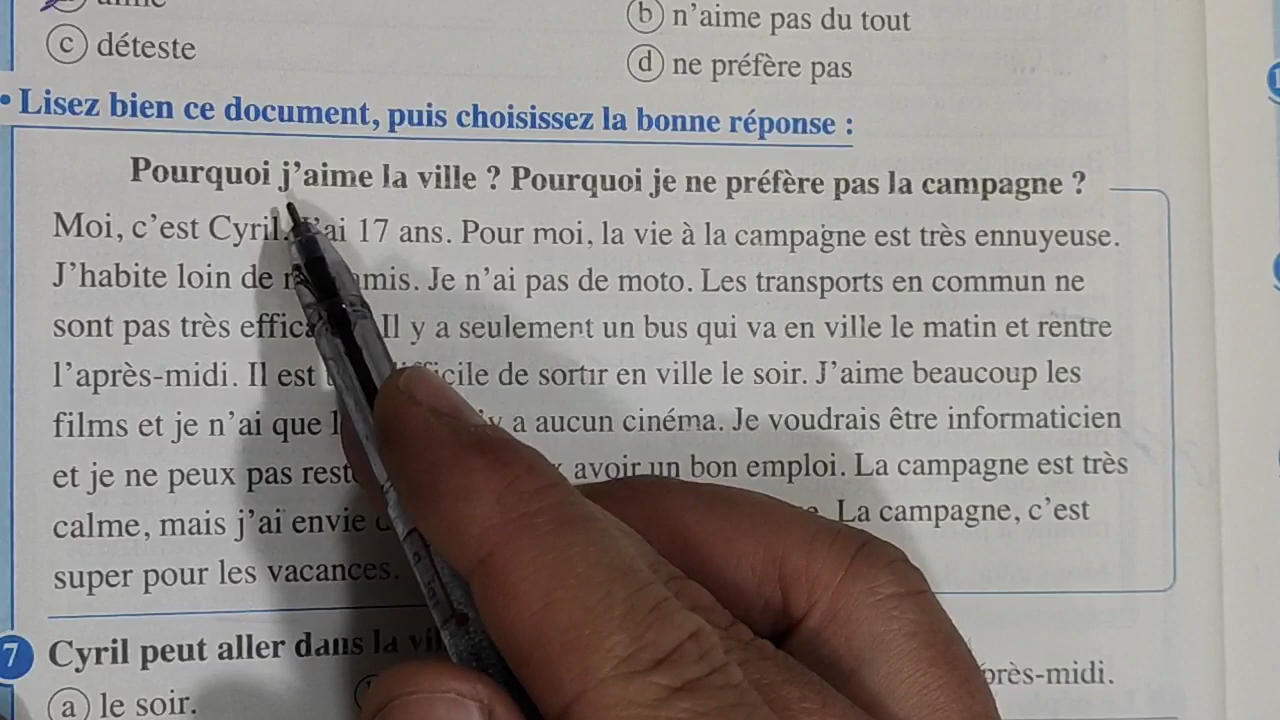 b n'aime pas du tout
c déteste
d ne préfère pas
• Lisez bien ce document, puis choisissez la bonne réponse :
Pourquoi j'aime la ville ? Pourquoi je ne préfère pas la campagne ?
Moi, c'est Cyril. J'ai 17 ans. Pour moi, la vie à la campagne est très ennuyeuse.
J'habite loin de amis. Je n'ai pas de moto. Les transports en commun ne
sont pas très Il y a seulement un bus qui va en ville le matin et rentre
l'après-midi. Il est de sortir en ville le soir. J'aime beaucoup les
films et je n'ai que a aucun cinéma. Je voudrais être informaticien
et je ne peux pas avoir un bon emploi. La campagne est très
calme, mais j'ai envie La campagne, c'est
super pour les vacances.
7 Cyril peut aller dans la
a le soir.